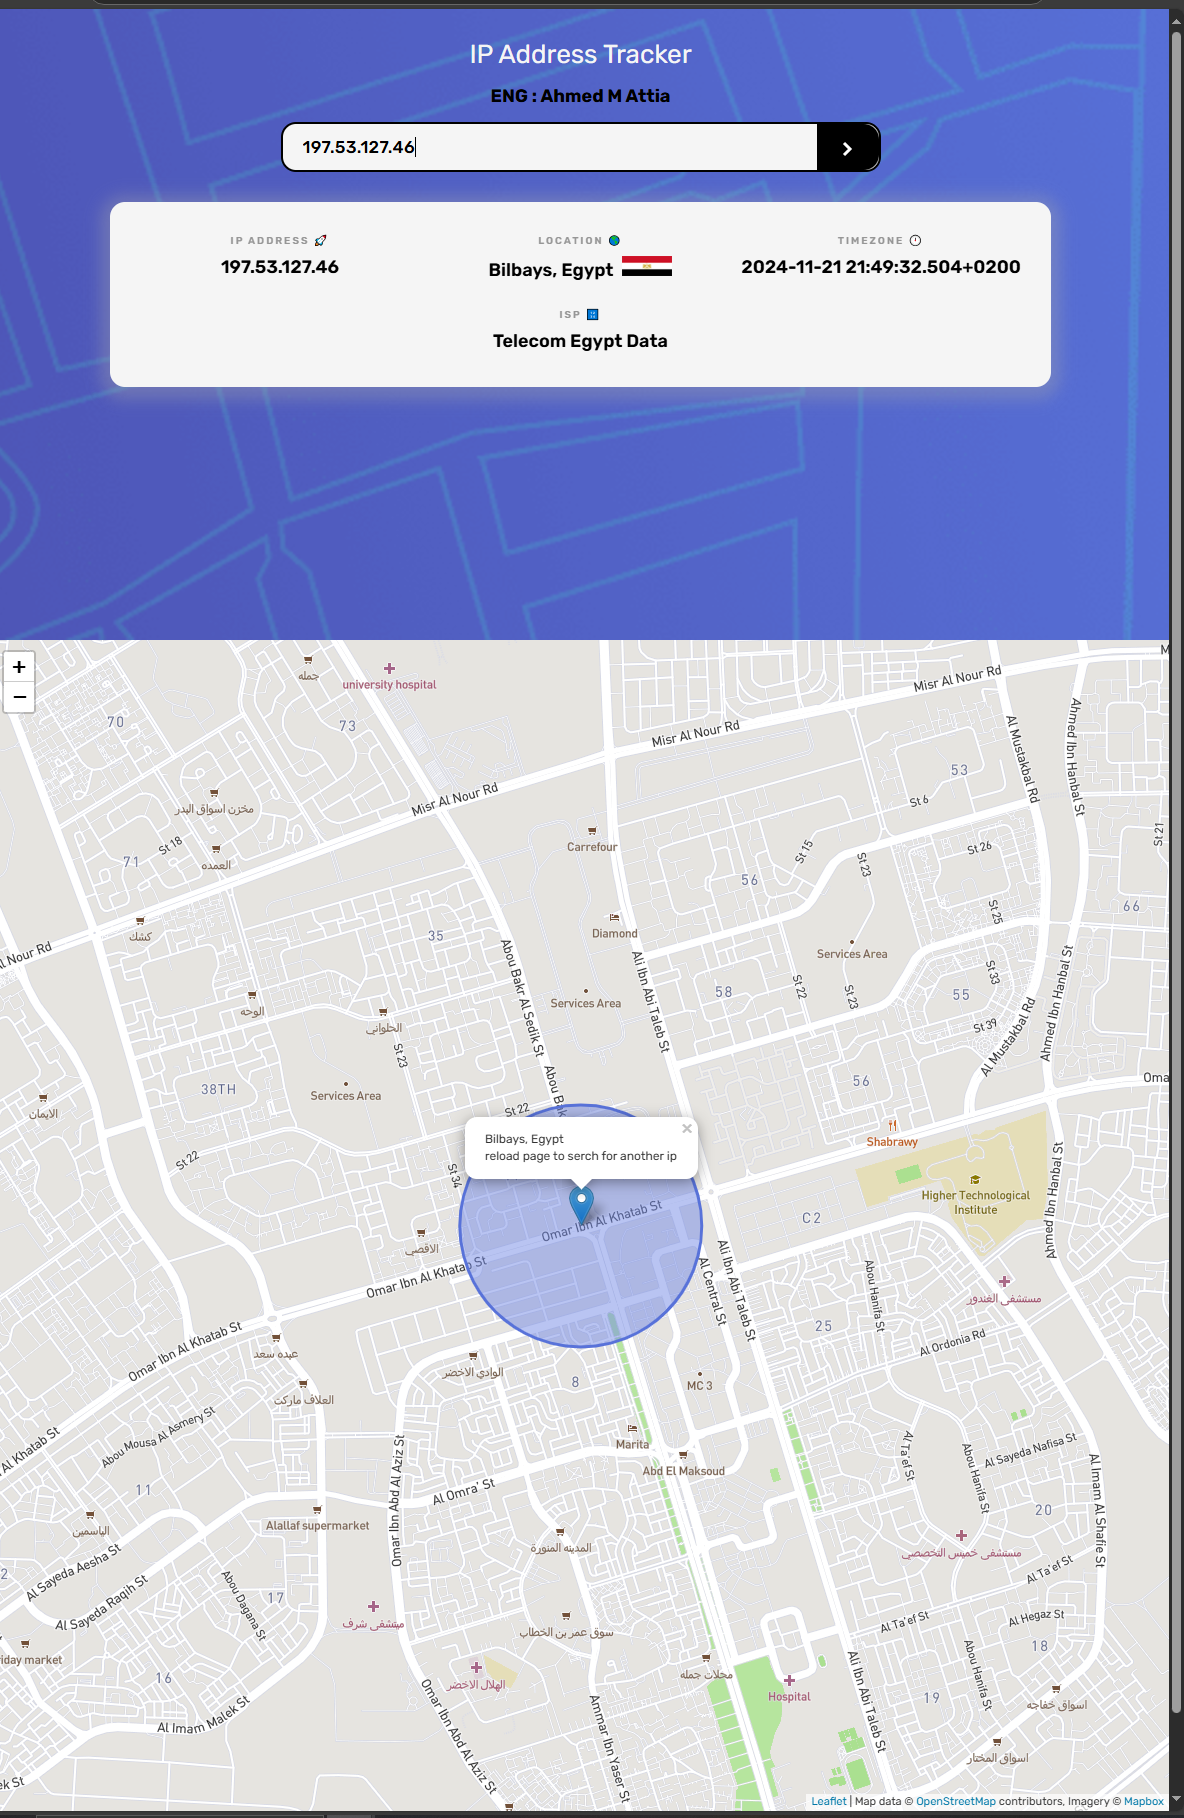 IP Address Tracker
ENG : Ahmed M Attia
197.53.127.46
IP ADDRESS
197.53.127.46
LOCATION
Bilbays, Egypt
TIMEZONE
2024-11-21 21:49:32.504+0200
ISP
Telecom Egypt Data
+
−
جمله
university hospital
Misr Al Nour Rd
70
73
Misr Al Nour Rd
Al Mustakbal Rd
Ahmed Ibn Hanbal St
53
مخزن اسواق البدر
Misr Al Nour Rd
St 6
St 18
Carrefour
St 15
St 26
St 21
71
العمده
St 23
56
66
كشك
35
Diamond
St 25
l Nour Rd
Abou Bakr Al Sedik St
Ali Ibn Abi Taleb St
Services Area
Ahmed Ibn Hanbal St
الوحه
Services Area
58
St 22
St 23
St 33
55
الحلواني
St 39
Al Mustakbal Rd
St 23
38TH
Services Area
Abou Bak
56
Oma
الايمان
St 22
Shabrawy
Bilbays, Egypt
×
reload page to serch for another ip
St 22
St 34
Higher Technological
Institute
Ahmed Ibn Hanbal St
Omar Ibn Al Khatab St
C2
الاقصي
Omar Ibn Al Khatab St
Al Central St
Ali Ibn Abi Taleb St
Abou Hanifa St
مستشفى الغندور
Omar Ibn Al Khatab St
25
Al Ordonia Rd
عبده سعد
الوادي الاخضر
8
MC 3
العلاف ماركت
Al Khatab St
Abou Mousa Al Asmery St
Marita
Abd El Maksoud
Al Ta'ef St
Abou Hanifa St
Al Sayeda Nafisa St
Al Imam Al Shafie St
11
Omar Ibn Abd Al Aziz St
Al Omra' St
20
الياسمين
Alallaf supermarket
المدينه المنورة
مستشفى خميس التخصصي
2
Al Sayeda Aesha St
Al Ta'ef St
Al Sayeda Raqih St
Abou Dagana St
17
مستشفى شرف
سوق عمر بن الخطاب
Al Ta'ef St
Al Hegaz St
riday market
18
16
الهلال الاخضر
محلات جمله
Hospital
Ali Ibn Abi Taleb St
19
Abou Hanifa St
اسواق خفاجه
Al Imam Malek St
Omar Ibn Abd Al Aziz St
Ammar Ibn Yaser St
اسواق المختار
ek St
Leaflet | Map data © OpenStreetMap contributors, Imagery © Mapbox